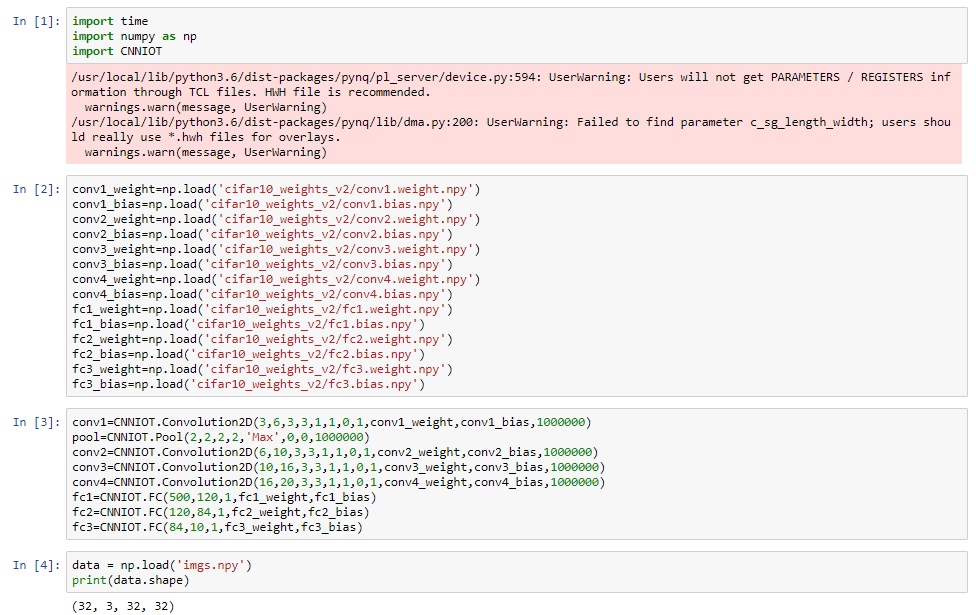 In [1]: import time
import numpy as np
import CNNIOT
/usr/local/lib/python3.6/dist-packages/pynq/pl_server/device.py:594: UserWarning: Users will not get PARAMETERS / REGISTERS inf
ormation through TCL files. HWH file is recommended.
  warnings.warn(message, UserWarning)
/usr/local/lib/python3.6/dist-packages/pynq/lib/dma.py:200: UserWarning: Failed to find parameter c_sg_length_width; users shou
ld really use *.hwh files for overlays.
  warnings.warn(message, UserWarning)
In [2]: conv1_weight=np.load('cifar10_weights_v2/conv1.weight.npy')
conv1_bias=np.load('cifar10_weights_v2/conv1.bias.npy')
conv2_weight=np.load('cifar10_weights_v2/conv2.weight.npy')
conv2_bias=np.load('cifar10_weights_v2/conv2.bias.npy')
conv3_weight=np.load('cifar10_weights_v2/conv3.weight.npy')
conv3_bias=np.load('cifar10_weights_v2/conv3.bias.npy')
conv4_weight=np.load('cifar10_weights_v2/conv4.weight.npy')
conv4_bias=np.load('cifar10_weights_v2/conv4.bias.npy')
fc1_weight=np.load('cifar10_weights_v2/fc1.weight.npy')
fc1_bias=np.load('cifar10_weights_v2/fc1.bias.npy')
fc2_weight=np.load('cifar10_weights_v2/fc2.weight.npy')
fc2_bias=np.load('cifar10_weights_v2/fc2.bias.npy')
fc3_weight=np.load('cifar10_weights_v2/fc3.weight.npy')
fc3_bias=np.load('cifar10_weights_v2/fc3.bias.npy')
In [3]: conv1=CNNIOT.Convolution2D(3,6,3,3,1,1,0,1,conv1_weight,conv1_bias,1000000)
pool=CNNIOT.Pool(2,2,2,2,'Max',0,0,1000000)
conv2=CNNIOT.Convolution2D(6,10,3,3,1,1,0,1,conv2_weight,conv2_bias,1000000)
conv3=CNNIOT.Convolution2D(10,16,3,3,1,1,0,1,conv3_weight,conv3_bias,1000000)
conv4=CNNIOT.Convolution2D(16,20,3,3,1,1,0,1,conv4_weight,conv4_bias,1000000)
fc1=CNNIOT.FC(500,120,1,fc1_weight,fc1_bias)
fc2=CNNIOT.FC(120,84,1,fc2_weight,fc2_bias)
fc3=CNNIOT.FC(84,10,1,fc3_weight,fc3_bias)
In [4]: data = np.load('imgs.npy')
print(data.shape)
(32, 3, 32, 32)